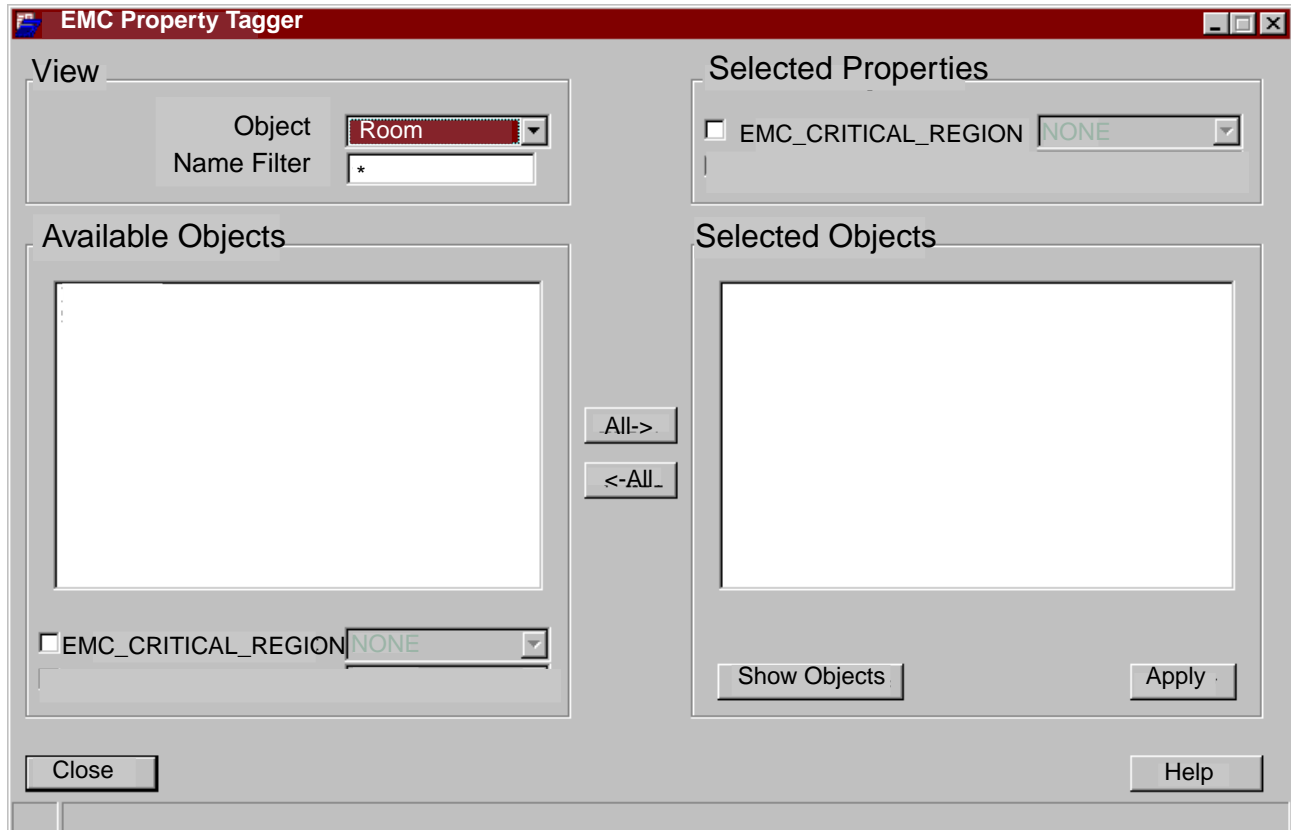 EMC Property Tagger
View
Object
Room
Name Filter
*
Selected Properties
EMC_CRITICAL_REGION
NONE
Available Objects
Selected Objects
All->
<-All
EMC_CRITICAL_REGION
NONE
Show Objects
Apply
Close
Help